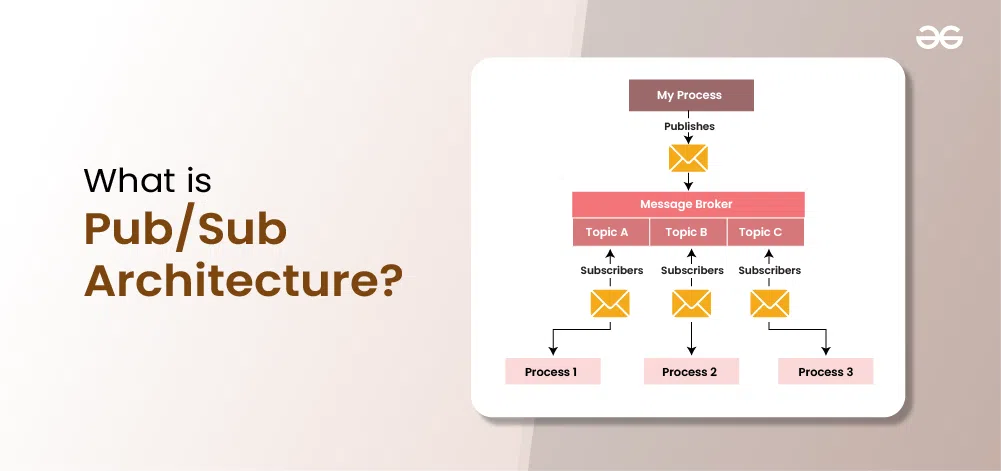 What is
Pub/Sub
Architecture?
My Process
Publishes
Message Broker
Topic A
Topic B
Topic C
Subscribers
Subscribers
Subscribers
Process 1
Process 2
Process 3